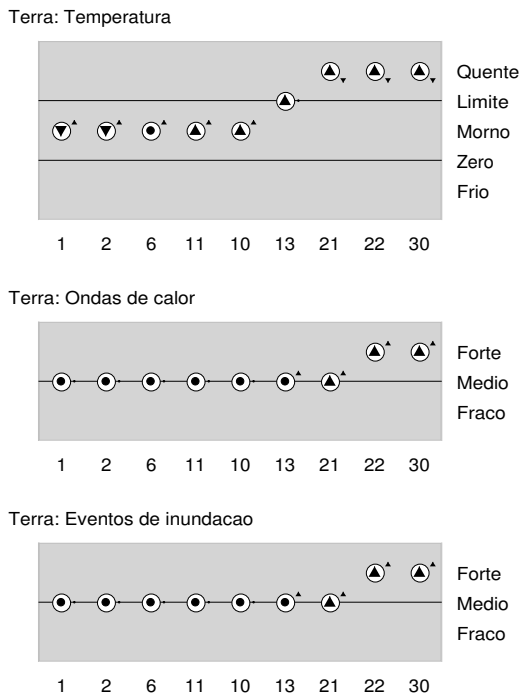 Terra: Temperatura
Quente
Limite
Morno
Zero
Frio
1 2 6 11 10 13 21 22 30
Terra: Ondas de calor
Forte
Medio
Fraco
1 2 6 11 10 13 21 22 30
Terra: Eventos de inundacao
Forte
Medio
Fraco
1 2 6 11 10 13 21 22 30